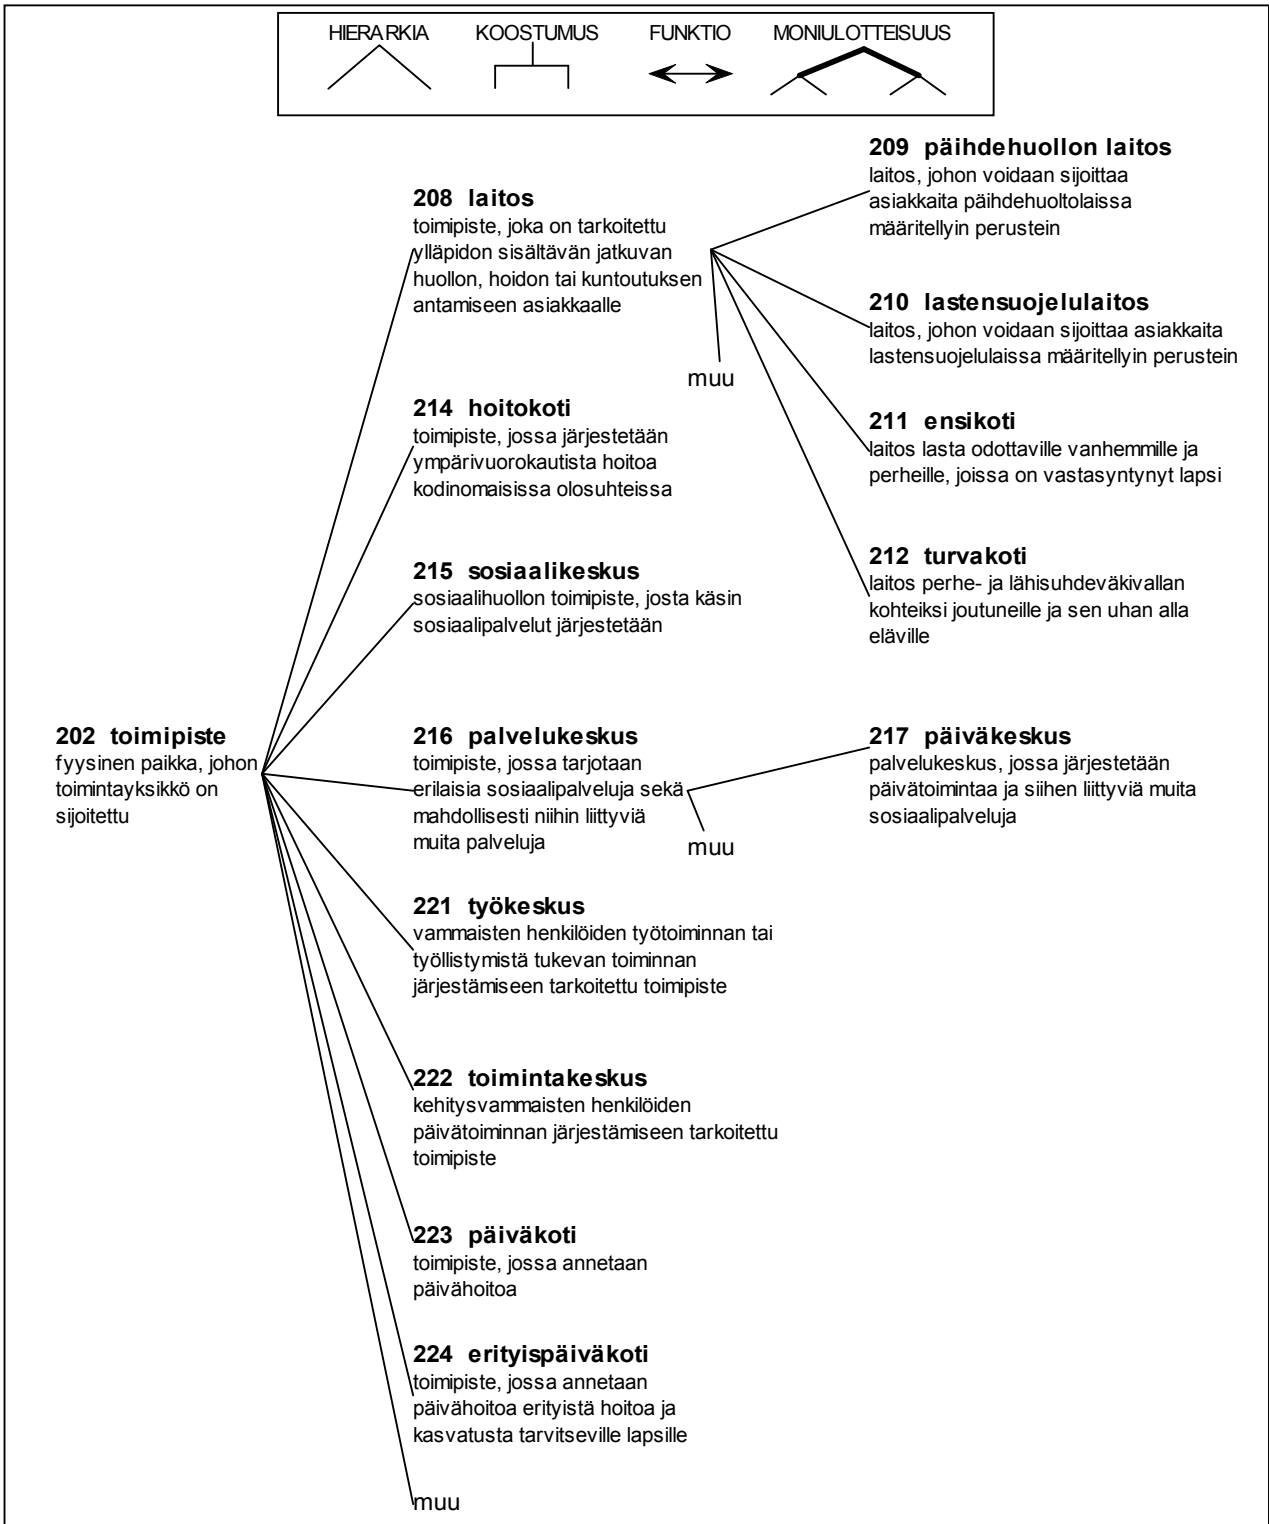 HIERARKIA KOOSTUMUS FUNKTIO MONIULOTTEISUUS
209 päihdehuollon laitos
laitos, johon voidaan sijoittaa
asiakkaita päihdehuoltolaissa
määritellyin perustein
208 laitos
toimipiste, joka on tarkoitettu
ylläpidon sisältävän jatkuvan
huollon, hoidon tai kuntoutuksen
antamiseen asiakkaalle
210 lastensuojelulaitos
laitos, johon voidaan sijoittaa asiakkaita
lastensuojelulaissa määritellyin perustein
muu
214 hoitokoti
toimipiste, jossa järjestetään
ympärivuorokautista hoitoa
kodinomaisissa olosuhteissa
211 ensikoti
laitos lasta odottaville vanhemmille ja
perheille, joissa on vastasyntynyt lapsi
215 sosiaalikeskus
sosiaalihuollon toimipiste, josta käsin
sosiaalipalvelut järjestetään
212 turvakoti
laitos perhe- ja lähisuhdeväkivallan
kohteiksi joutuneille ja sen uhan alla
eläville
202 toimipiste
fyysinen paikka, johon
toimintayksikkö on
sijoitettu
216 palvelukeskus
toimipiste, jossa tarjotaan
erilaisia sosiaalipalveluja sekä
mahdollisesti niihin liittyviä
muita palveluja
muu
217 päiväkeskus
palvelukeskus, jossa järjestetään
päivätoimintaa ja siihen liittyviä muita
sosiaalipalveluja
221 työkeskus
vammaisten henkilöiden työtoiminnan tai
työllistymistä tukevan toiminnan
järjestämiseen tarkoitettu toimipiste
222 toimintakeskus
kehitysvammaisten henkilöiden
päivätoiminnan järjestämiseen tarkoitettu
toimipiste
223 päiväkoti
toimipiste, jossa annetaan
päivähoitoa
224 erityispäiväkoti
toimipiste, jossa annetaan
päivähoitoa erityistä hoitoa ja
kasvatusta tarvitseville lapsille
muu